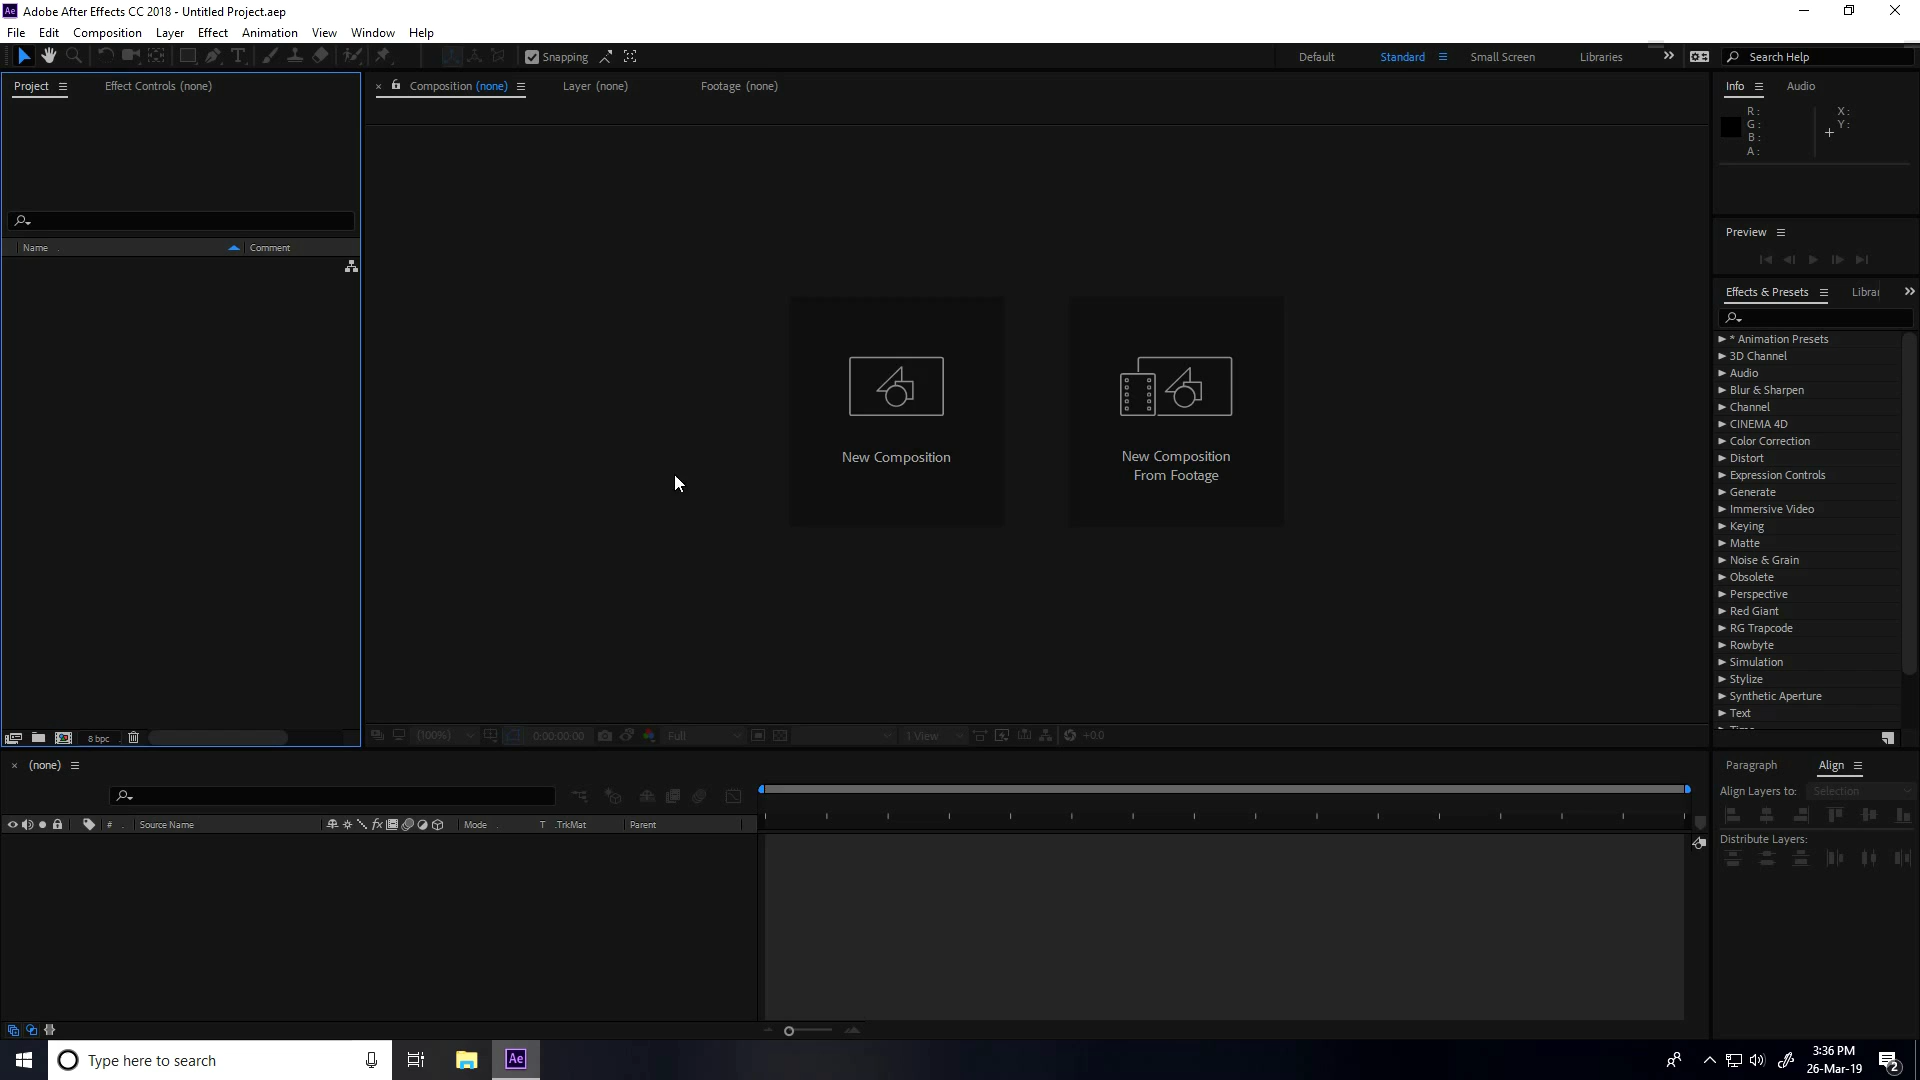 Ae Adobe After Effects CC 2018 - Untitled Project.aep
File Edit Composition Layer Effect Animation View Window Help
Snapping
Default Standard Small Screen Libraries
Search Help
Project Effect Controls (none)
Composition (none) Layer (none) Footage (none)
Info Audio
R :
G :
B :
A :
X :
Y :
Name Comment
Preview
Effects & Presets
* Animation Presets
3D Channel
Audio
Blur & Sharpen
Channel
CINEMA 4D
Color Correction
Distort
Expression Controls
Generate
Immersive Video
Keying
Matte
Noise & Grain
Obsolete
Perspective
Red Giant
RG Trapcode
Rowbyte
Simulation
Stylize
Synthetic Aperture
Text
New Composition
New Composition
From Footage
8 bpc
(100%) 0:00:00:00 Full 1 View +0.0
(none)
# Source Name fx Mode T .TrkMat Parent
Paragraph Align
Align Layers to: Selection
Distribute Layers:
Type here to search
Ae
3:36 PM
26-Mar-19
2